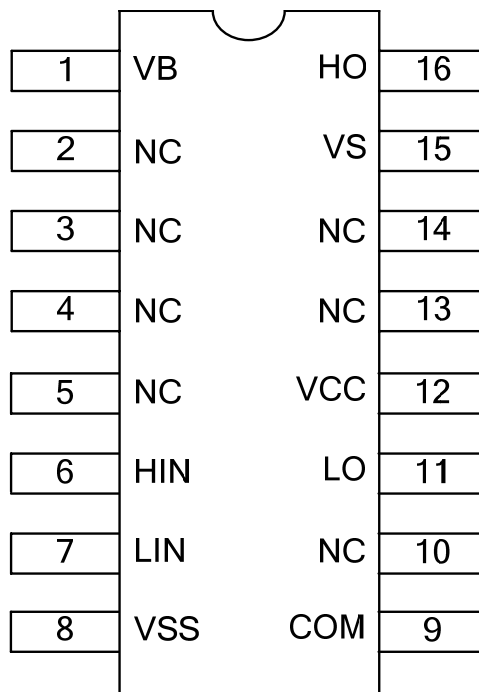 1 VB HO 16
2 NC VS 15
3 NC NC 14
4 NC NC 13
5 NC VCC 12
6 HIN LO 11
7 LIN NC 10
8 VSS COM 9